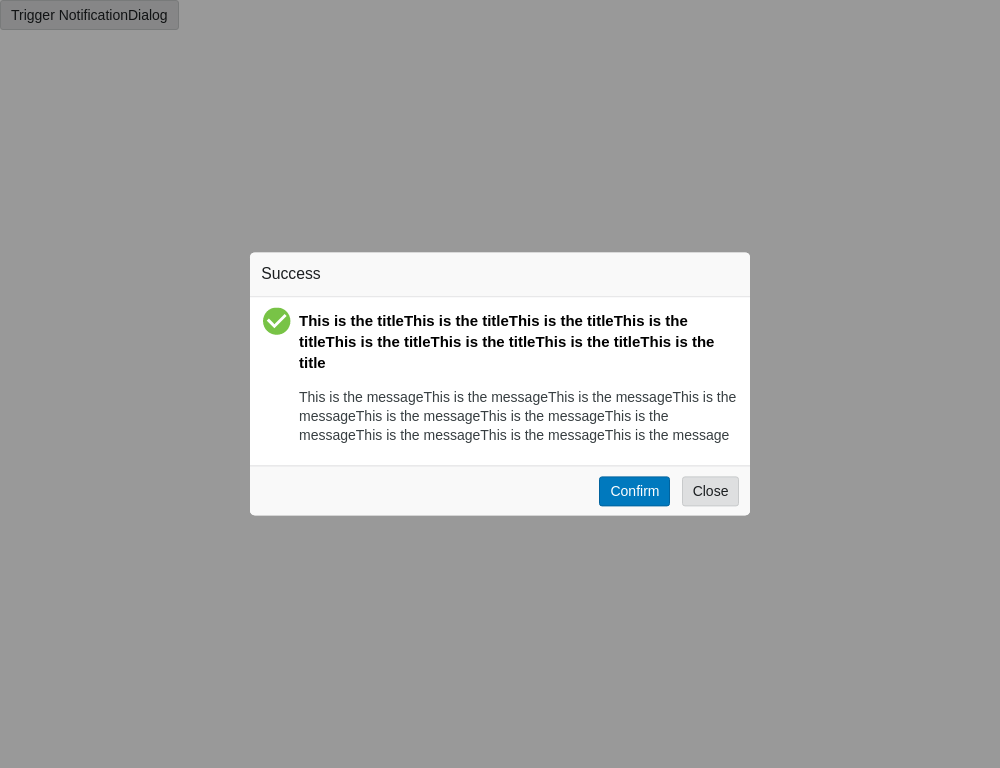 Trigger NotificationDialog
Success
This is the titleThis is the titleThis is the titleThis is the
titleThis is the titleThis is the titleThis is the titleThis is the
title
This is the messageThis is the messageThis is the messageThis is the
messageThis is the messageThis is the messageThis is the
messageThis is the messageThis is the messageThis is the message
Confirm
Close